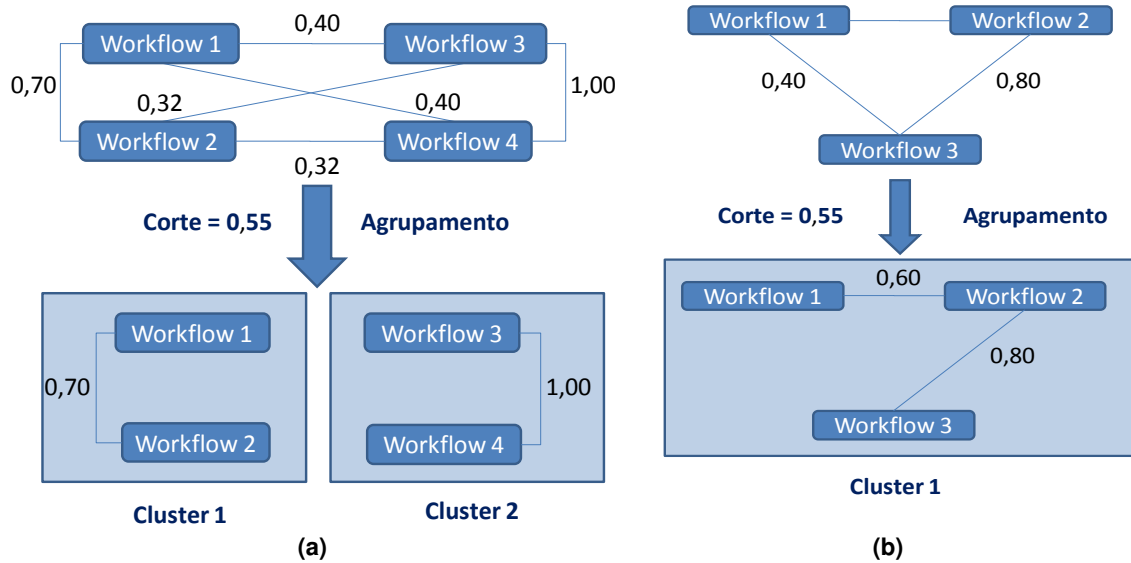 0,40
Workflow 1
Workflow 3
0,70
0,32
0,40
1,00
Workflow 2
Workflow 4
0,32
Corte = 0,55
Agrupamento
Workflow 1
Workflow 3
0,70
1,00
Workflow 2
Workflow 4
Cluster 1
Cluster 2
(a)
Workflow 1
Workflow 2
0,40
0,80
Workflow 3
Corte = 0,55
Agrupamento
0,60
Workflow 1
Workflow 2
0,80
Workflow 3
Cluster 1
(b)